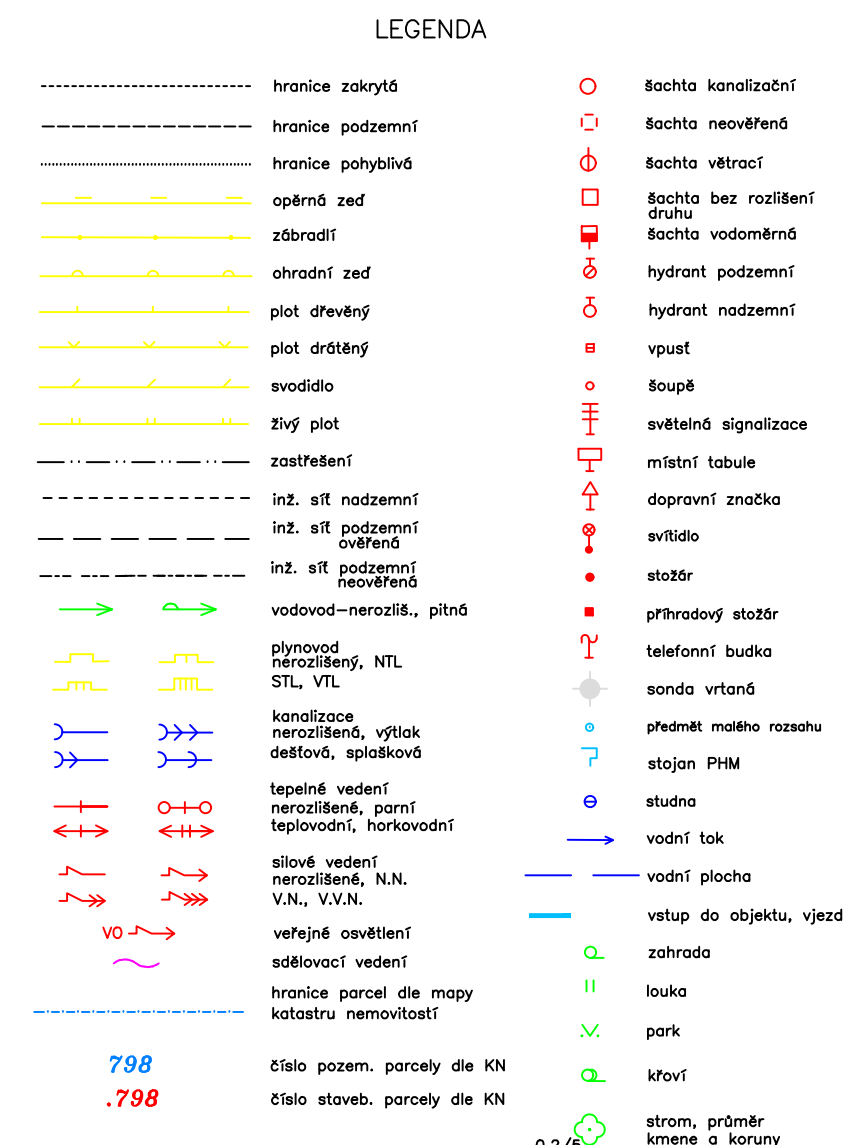 LEGENDA
hranice zakrytá
hranice podzemní
hranice pohyblivá
opěrná zeď
zábradlí
ohradní zeď
plot dřevěný
plot drátěný
svodidlo
živý plot
zastřešení
inž. síť nadzemní
inž. síť podzemní
ověřená
inž. síť podzemní
neověřená
vodovod–nerozliš., pitná
plynovod
nerozlišený, NTL
STL, VTL
kanalizace
nerozlišená, výtlak
dešťová, splašková
tepelné vedení
nerozlišené, parní
teplovodní, horkovodní
silové vedení
nerozlišené, N.N.
V.N., V.V.N.
VO veřejné osvětlení
sdělovací vedení
hranice parcel dle mapy
katastru nemovitostí
798 číslo pozem. parcely dle KN
.798 číslo staveb. parcely dle KN
šachta kanalizační
šachta neověřená
šachta větrací
šachta bez rozlišení
druhu
šachta vodoměrná
hydrant podzemní
hydrant nadzemní
vpusť
šoupě
světelná signalizace
místní tabule
dopravní značka
svítidlo
stožár
příhradový stožár
telefonní budka
sonda vrtaná
předmět malého rozsahu
stojan PHM
studna
vodní tok
vodní plocha
vstup do objektu, vjezd
zahrada
louka
park
křoví
strom, průměr
kmene a koruny